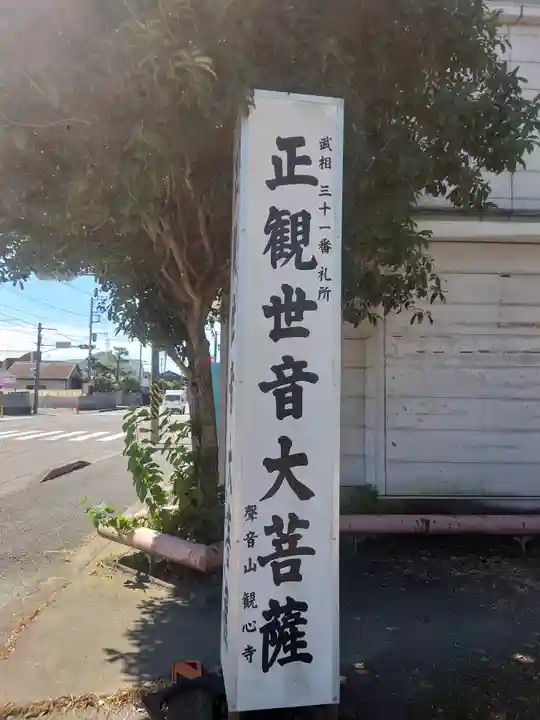 武相 三十一番 札所
正観世音大菩薩
聲音山 観心寺